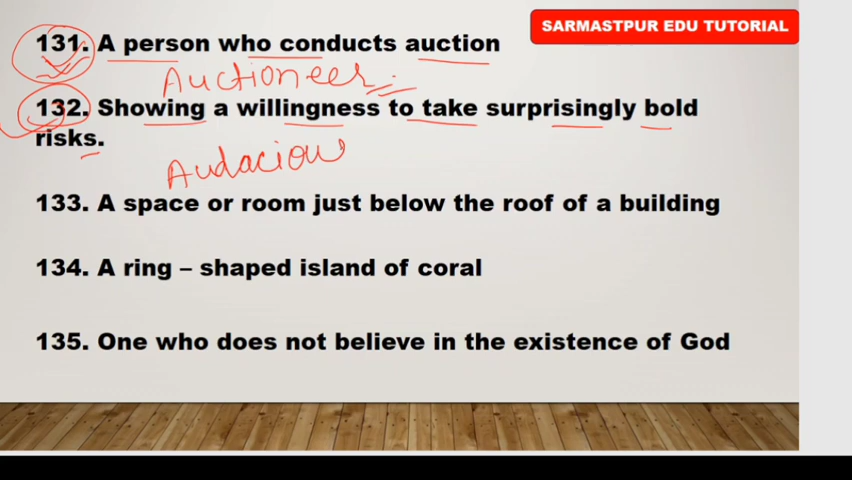 SARMASTPUR EDU TUTORIAL
131. A person who conducts auction
Auctioneer
132. Showing a willingness to take surprisingly bold
risks.
Audacious
133. A space or room just below the roof of a building
134. A ring – shaped island of coral
135. One who does not believe in the existence of God